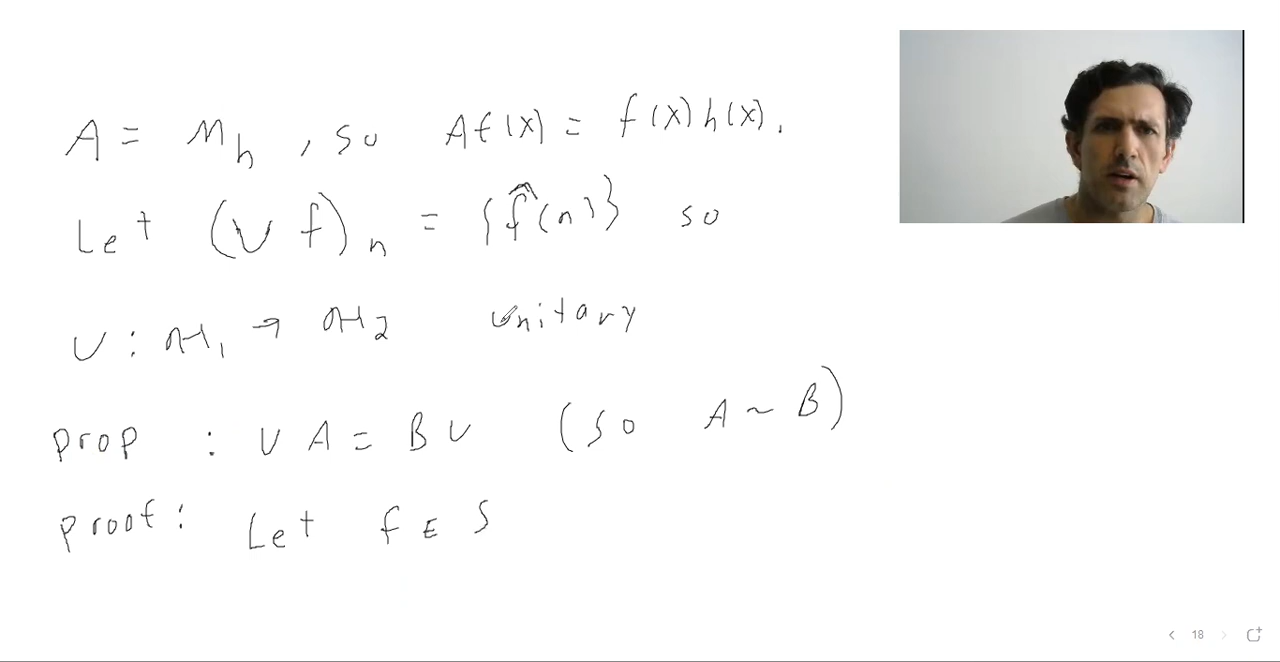 A = M_h , so Af(x) = f(x)h(x).
Let (Uf)_n = {f̂(n)} so
U : H_1 → H_2 unitary
prop : UA = BU (so A ~ B)
proof : Let f ∈ S
18